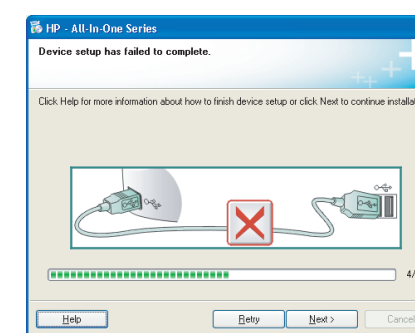 HP - All-In-One Series
Device setup has failed to complete.
Click Help for more information about how to finish device setup or click Next to continue
4/
Help Retry Next > Cancel